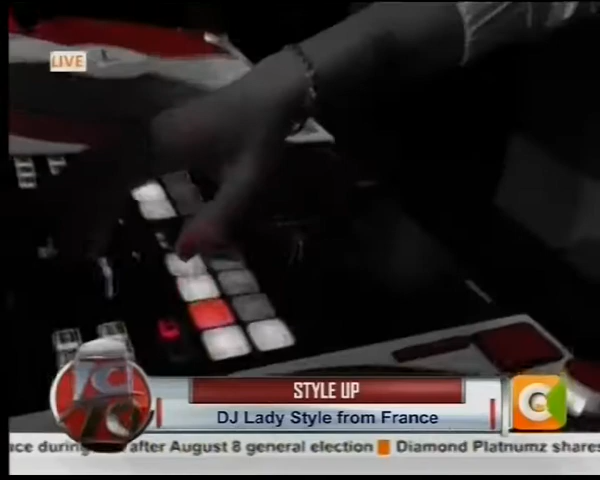 LIVE
STYLE UP
DJ Lady Style from France
ce during after August 8 general election Diamond Platnumz shares